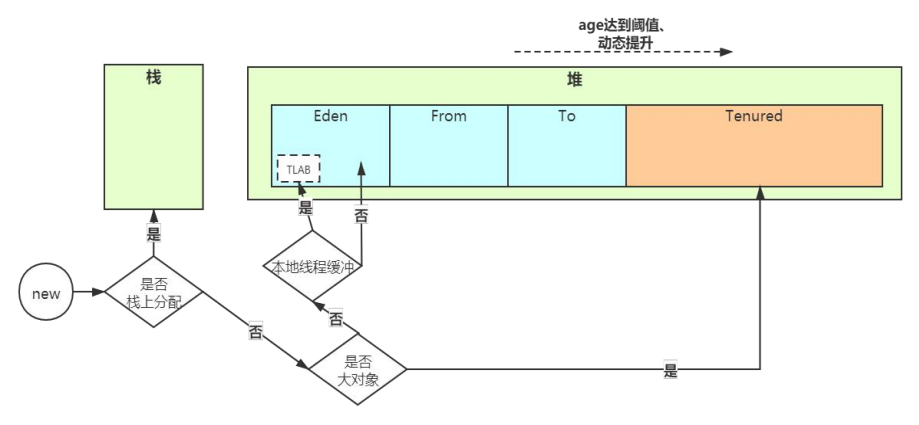 age达到阈值、
动态提升
栈
堆
Eden
From
To
Tenured
TLAB
是
否
是
本地线程缓冲
new
是否
栈上分配
否
否
是否
大对象
是